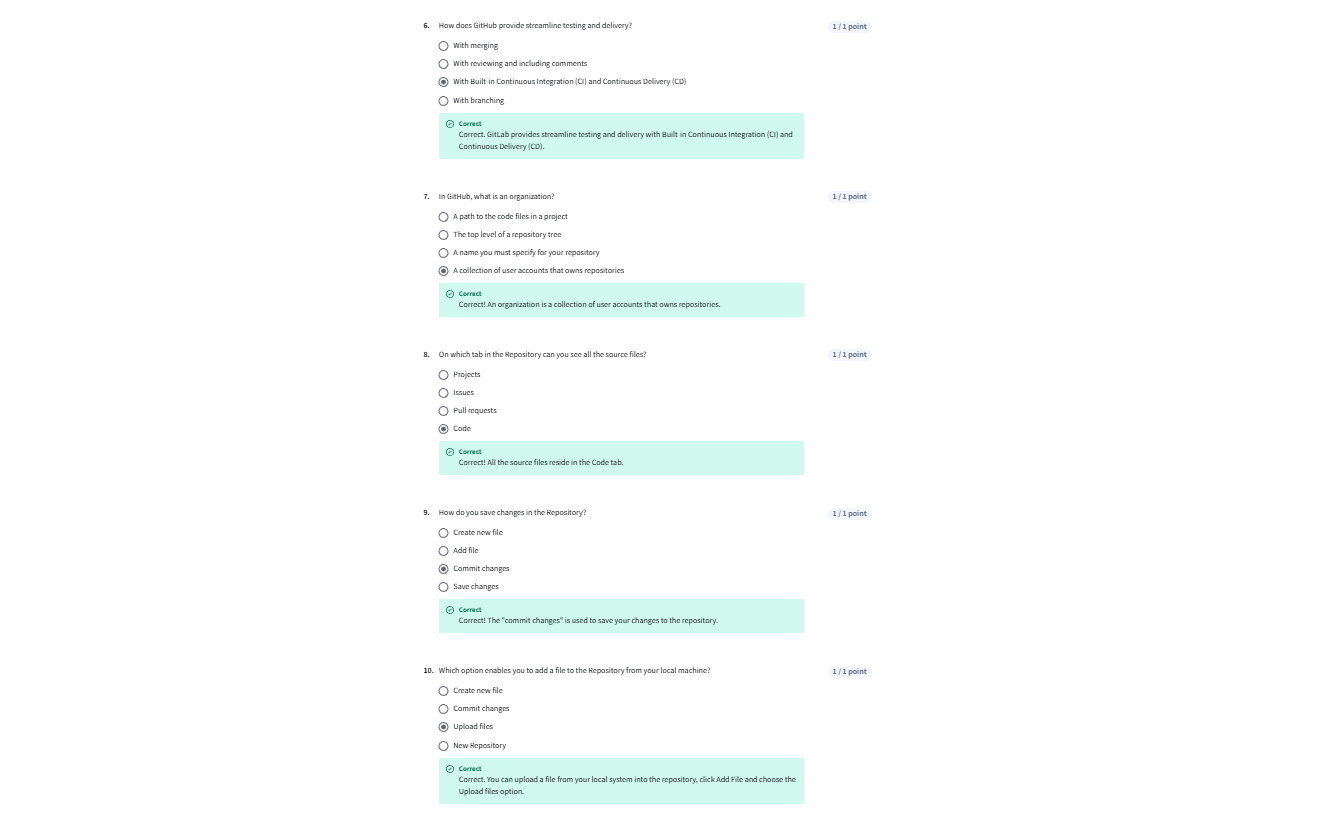 6. How does GitHub provide streamline testing and delivery? 1 / 1 point
With merging
With reviewing and including comments
With Built-in Continuous Integration (CI) and Continuous Delivery (CD)
With branching
Correct
Correct. GitLab provides streamline testing and delivery with Built-in Continuous Integration (CI) and
Continuous Delivery (CD).
7. In GitHub, what is an organization? 1 / 1 point
A path to the code files in a project
The top level of a repository tree
A name you must specify for your repository
A collection of user accounts that owns repositories
Correct
Correct! An organization is a collection of user accounts that owns repositories.
8. On which tab in the Repository can you see all the source files? 1 / 1 point
Projects
Issues
Pull requests
Code
Correct
Correct! All the source files reside in the Code tab.
9. How do you save changes in the Repository? 1 / 1 point
Create new file
Add file
Commit changes
Save changes
Correct
Correct! The "commit changes" is used to save your changes to the repository.
10. Which option enables you to add a file to the Repository from your local machine? 1 / 1 point
Create new file
Commit changes
Upload files
New Repository
Correct
Correct. You can upload a file from your local system into the repository, click Add File and choose the
Upload files option.